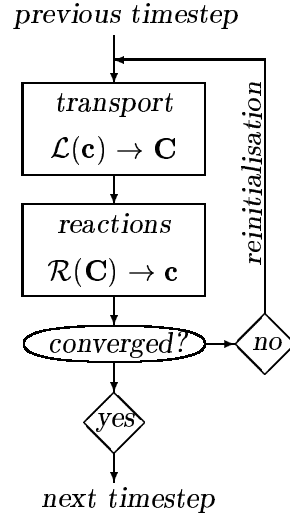 previous timestep
transport
𝓛(𝐜) → 𝐂
reinitialisation
reactions
𝓡(𝐂) → 𝐜
converged?
no
yes
next timestep